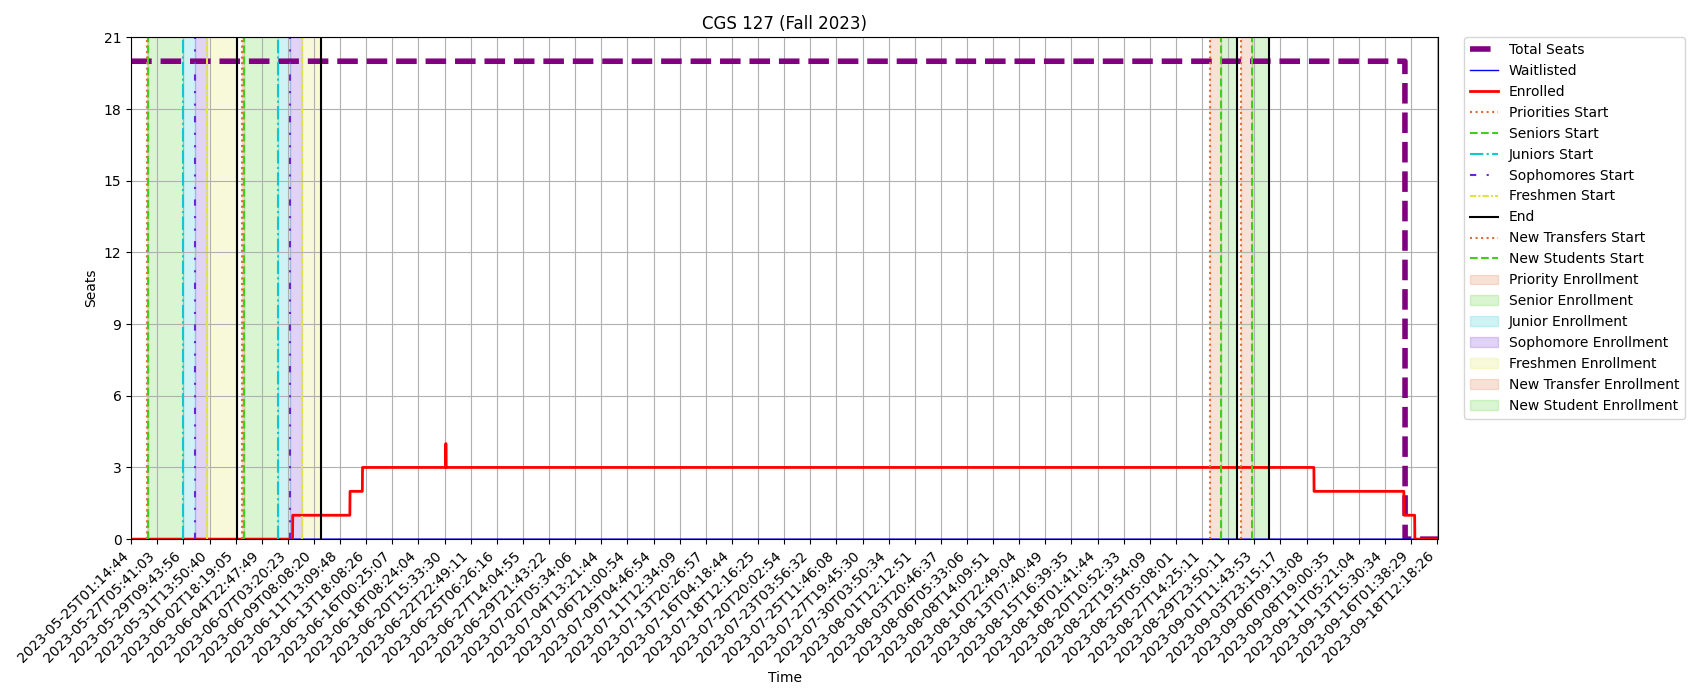 CGS 127 (Fall 2023)
Seats
21
18
15
12
9
6
3
0
2023-05-25T01:14:44
2023-05-27T05:41:03
2023-05-29T09:43:56
2023-05-31T13:50:40
2023-06-02T18:19:05
2023-06-04T22:47:49
2023-06-07T03:20:23
2023-06-09T08:08:20
2023-06-11T13:09:48
2023-06-13T18:08:26
2023-06-16T00:25:07
2023-06-18T08:24:04
2023-06-20T15:33:30
2023-06-22T22:49:11
2023-06-25T06:26:16
2023-06-27T14:04:55
2023-06-29T21:43:22
2023-07-02T05:34:06
2023-07-04T13:21:44
2023-07-06T21:00:54
2023-07-09T04:46:54
2023-07-11T12:34:09
2023-07-13T20:26:57
2023-07-16T04:18:44
2023-07-18T12:16:25
2023-07-20T20:02:54
2023-07-23T03:56:32
2023-07-25T11:46:08
2023-07-27T19:45:30
2023-07-30T03:50:34
2023-08-01T12:12:51
2023-08-03T20:46:37
2023-08-06T05:33:06
2023-08-08T14:09:51
2023-08-10T22:49:04
2023-08-13T07:40:49
2023-08-15T16:39:35
2023-08-18T01:41:44
2023-08-20T10:52:33
2023-08-22T19:54:09
2023-08-25T05:08:01
2023-08-27T14:25:11
2023-08-29T23:50:11
2023-09-01T11:43:53
2023-09-03T23:15:17
2023-09-06T09:13:08
2023-09-08T19:00:35
2023-09-11T05:21:04
2023-09-13T15:30:34
2023-09-16T01:38:29
2023-09-18T12:18:26
Time
Total Seats
Waitlisted
Enrolled
Priorities Start
Seniors Start
Juniors Start
Sophomores Start
Freshmen Start
End
New Transfers Start
New Students Start
Priority Enrollment
Senior Enrollment
Junior Enrollment
Sophomore Enrollment
Freshmen Enrollment
New Transfer Enrollment
New Student Enrollment